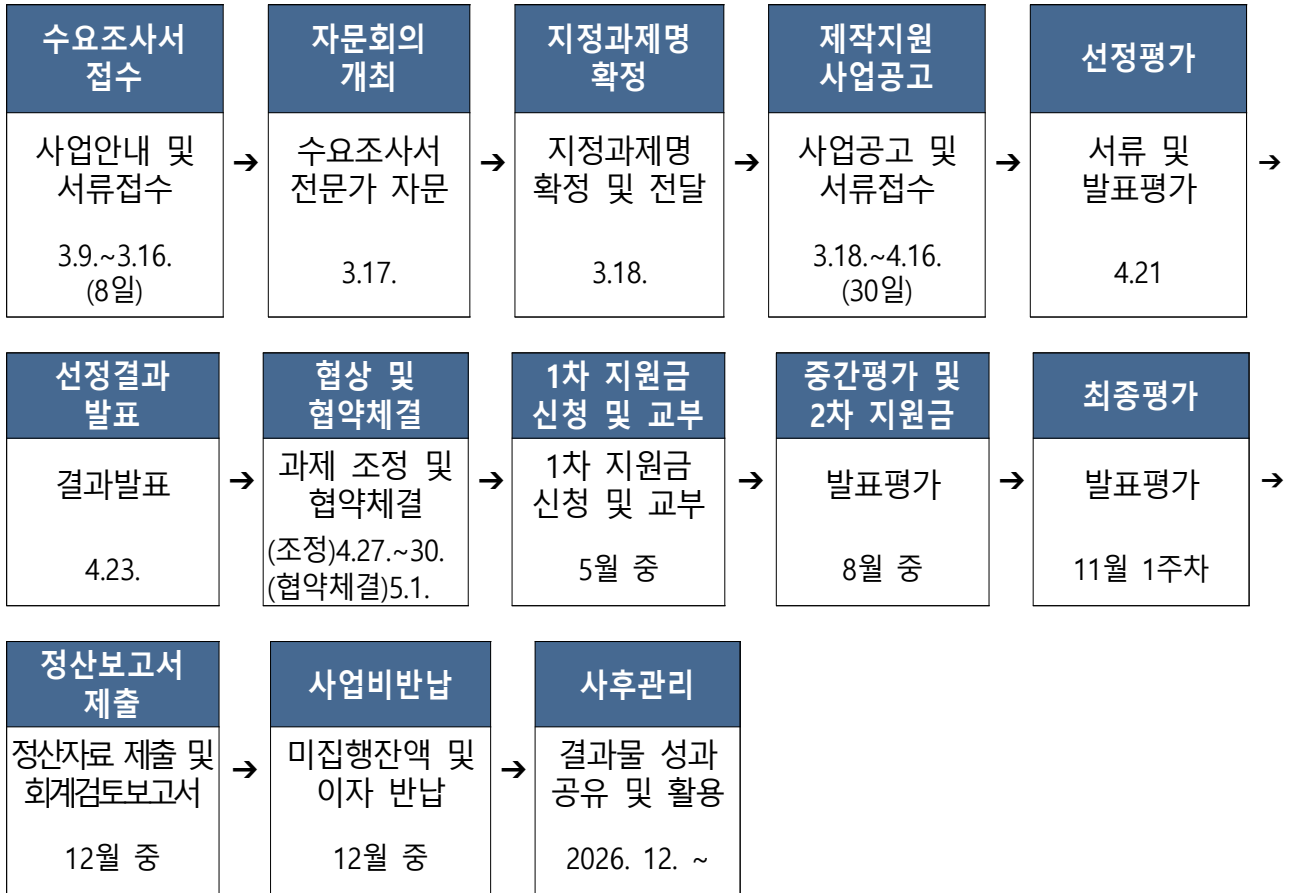 수요조사서
접수
사업안내 및
서류접수
3.9.~3.16.
(8일)
➔
자문회의
개최
수요조사서
전문가 자문
3.17.
➔
지정과제명
확정
지정과제명
확정 및 전달
3.18.
➔
제작지원
사업공고
사업공고 및
서류접수
3.18.~4.16.
(30일)
➔
선정평가
서류 및
발표평가
4.21
➔
선정결과
발표
결과발표
4.23.
➔
협상 및
협약체결
과제 조정 및
협약체결
(조정)4.27.~30.
(협약체결)5.1.
➔
1차 지원금
신청 및 교부
1차 지원금
신청 및 교부
5월 중
➔
중간평가 및
2차 지원금
발표평가
8월 중
➔
최종평가
발표평가
11월 1주차
➔
정산보고서
제출
정산자료 제출 및
회계검토보고서
12월 중
➔
사업비반납
미집행잔액 및
이자 반납
12월 중
➔
사후관리
결과물 성과
공유 및 활용
2026. 12. ~